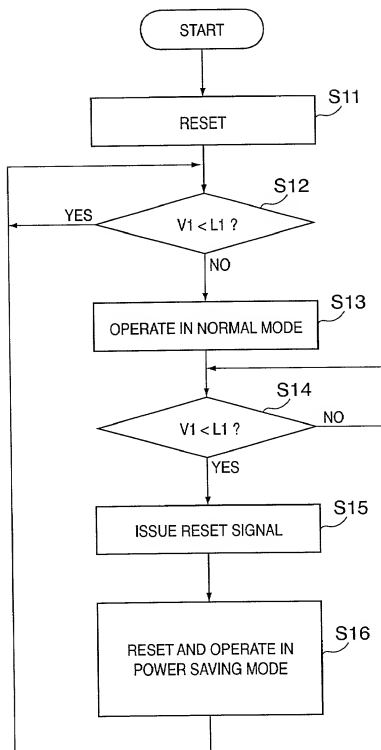 START
S11
RESET
S12
YES
V1 < L1 ?
NO
S13
OPERATE IN NORMAL MODE
S14
V1 < L1 ?
NO
YES
S15
ISSUE RESET SIGNAL
S16
RESET AND OPERATE IN
POWER SAVING MODE